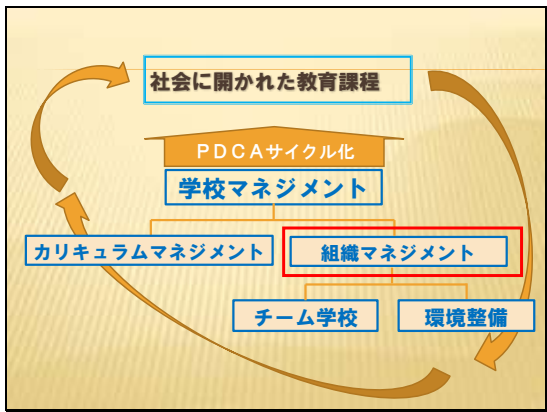 社会に開かれた教育課程
PDCAサイクル化
学校マネジメント
カリキュラムマネジメント
組織マネジメント
チーム学校
環境整備